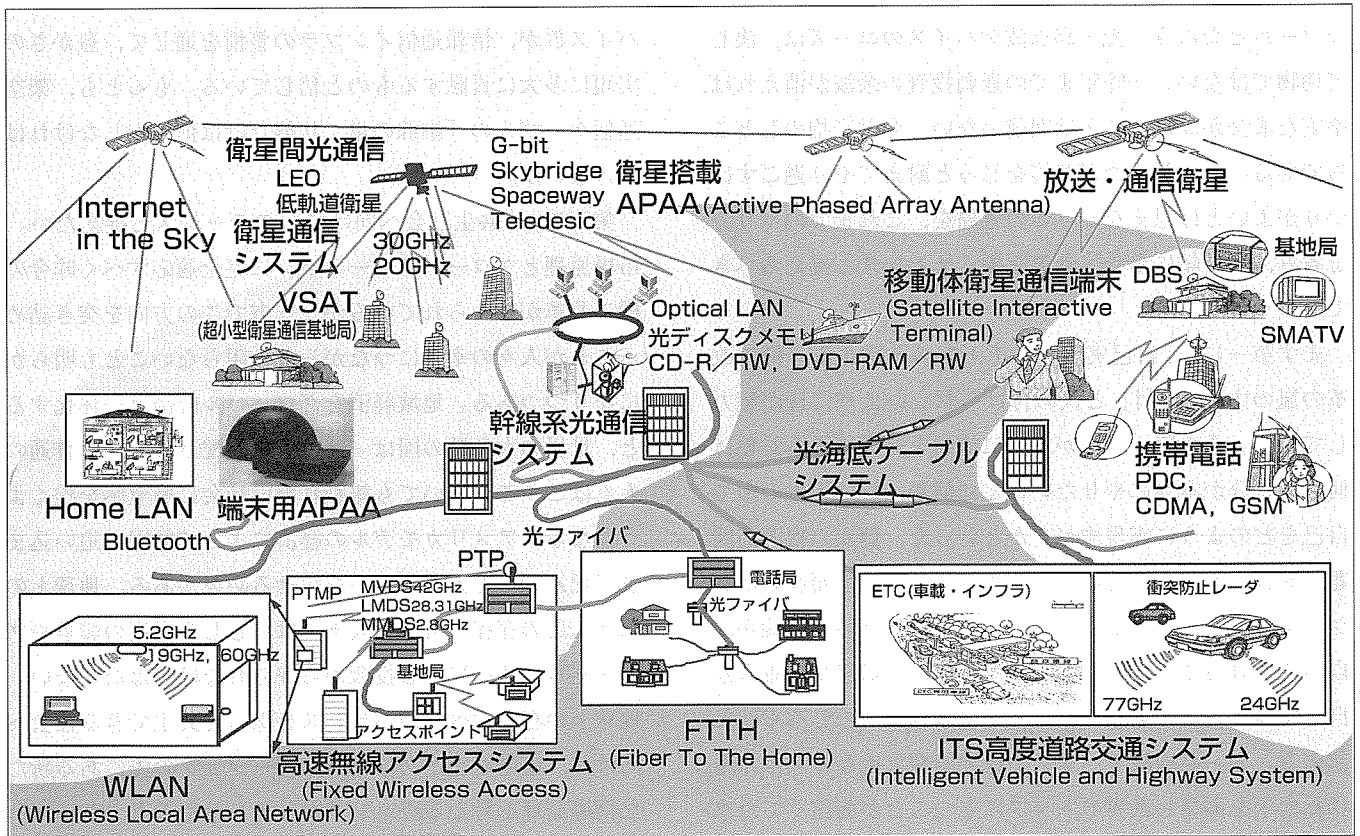 衛星間光通信
LEO
低軌道衛星
G-bit
Skybridge
Spaceway
Teledesic
衛星搭載
APAA(Active Phased Array Antenna)
放送・通信衛星
Internet
in the Sky
衛星通信
システム
30GHz
20GHz
VSAT
(超小型衛星通信基地局)
Optical LAN
光ディスクメモリ
CD-R/RW, DVD-RAM/RW
移動体衛星通信端末
(Satellite Interactive
Terminal)
DBS
基地局
SMATV
幹線系光通信
システム
光海底ケーブル
システム
携帯電話
PDC,
CDMA, GSM
Home LAN
Bluetooth
端末用APAA
光ファイバ
5.2GHz
19GHz, 60GHz
WLAN
(Wireless Local Area Network)
PTP
PTMP
MVDS42GHz
LMDS28.31GHz
MMDS2.8GHz
基地局
アクセスポイント
高速無線アクセスシステム
(Fixed Wireless Access)
電話局
光ファイバ
FTTH
(Fiber To The Home)
ETC(車載・インフラ)
衝突防止レーダ
77GHz
24GHz
ITS高度道路交通システム
(Intelligent Vehicle and Highway System)